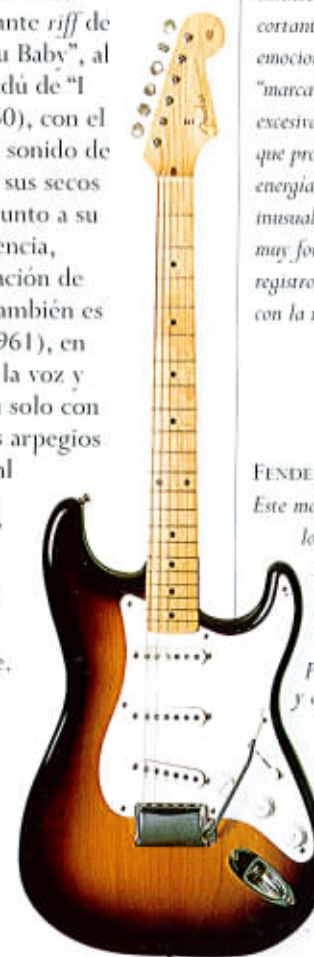 ante riff de
u Baby", al
dú de "I
0), con el
sonido de
sus secos
unto a su
encia,
ación de
ambién es
961), en
la voz y
solo con
s arpegios
al
e.
Fender
cortam
emocion
"marca
excesiva
que pro
energía
inusual
muy fo
registro
con la
FENDE
Este mo
lo
P
y